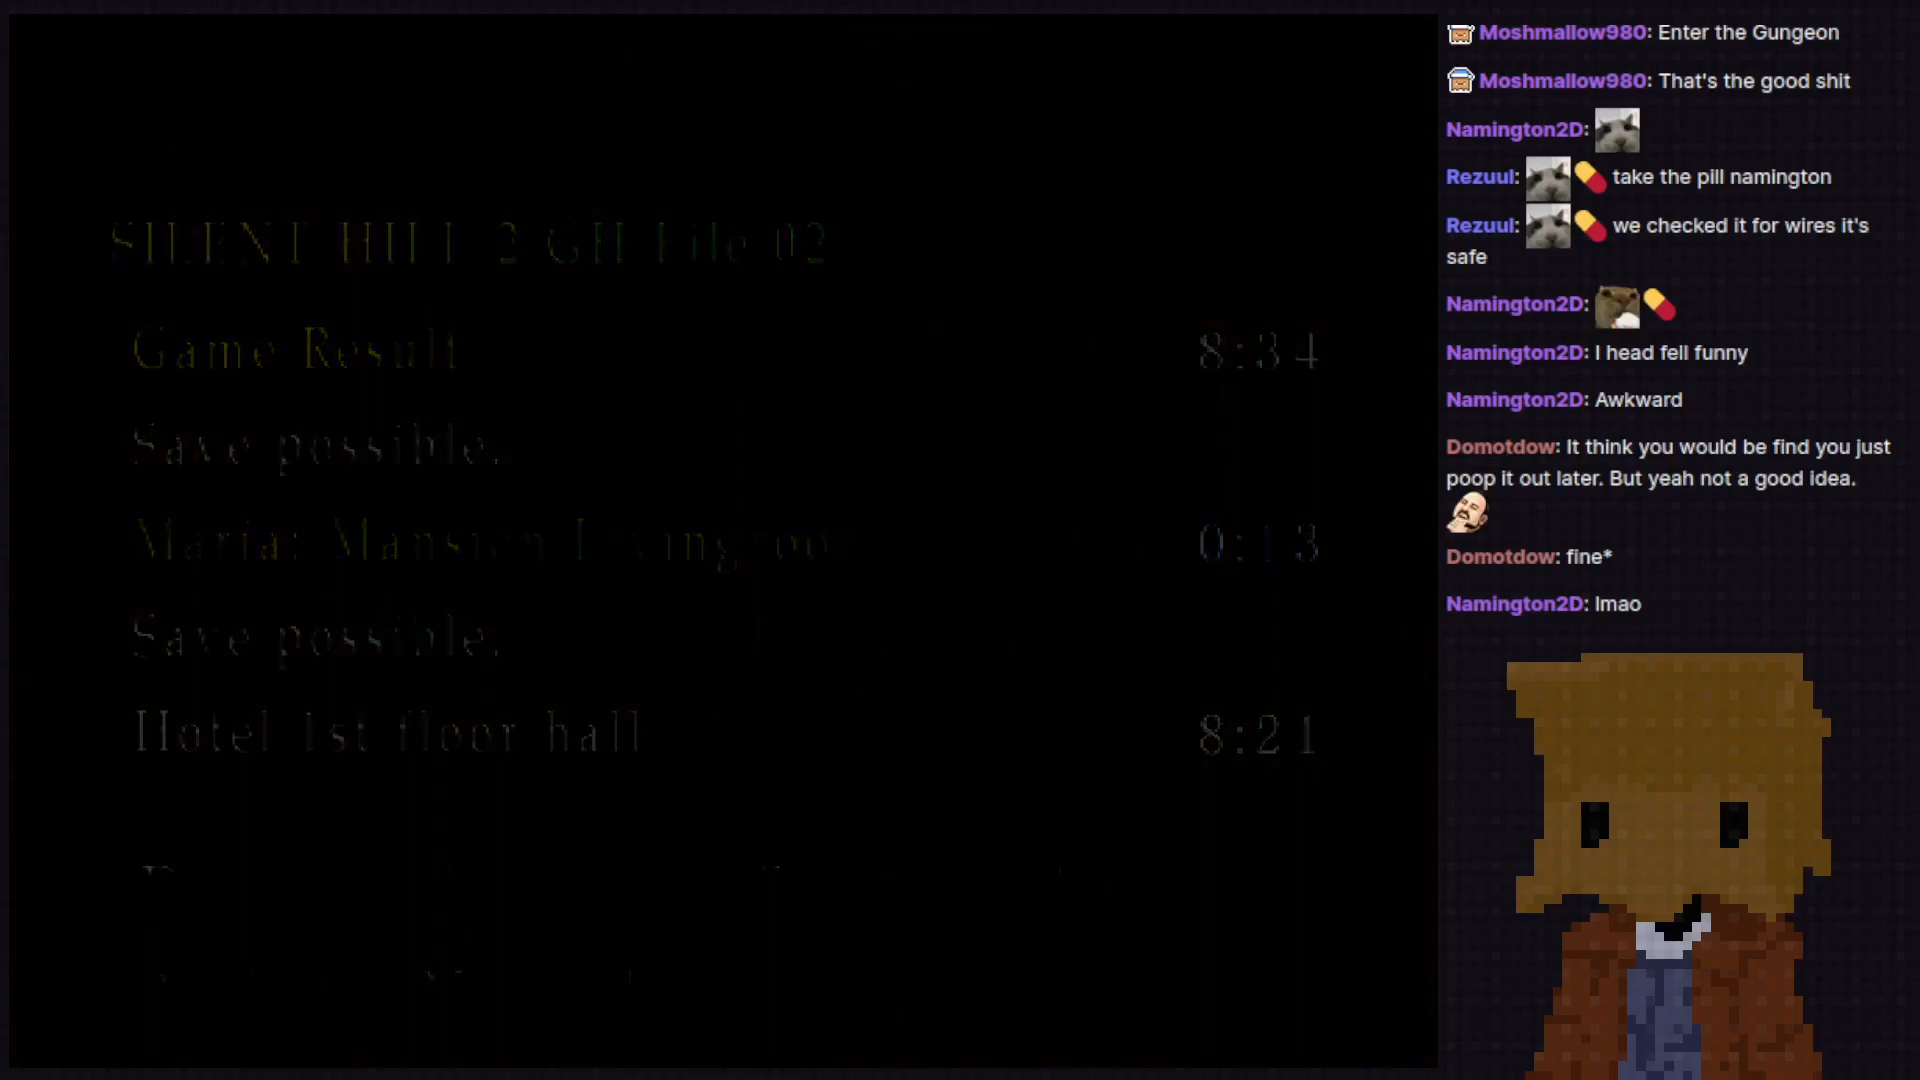 SILENT HILL 2 GH File 02
Game Result 8:34
Save possible.
Maria: Mansion Living room 0:13
Save possible.
Hotel 1st floor hall 8:21
Moshmallow980: Enter the Gungeon
Moshmallow980: That's the good shit
Namington2D:
Rezuul: take the pill namington
Rezuul: we checked it for wires it's
safe
Namington2D:
Namington2D: I head fell funny
Namington2D: Awkward
Domotdow: It think you would be find you just
poop it out later. But yeah not a good idea.
Domotdow: fine*
Namington2D: lmao